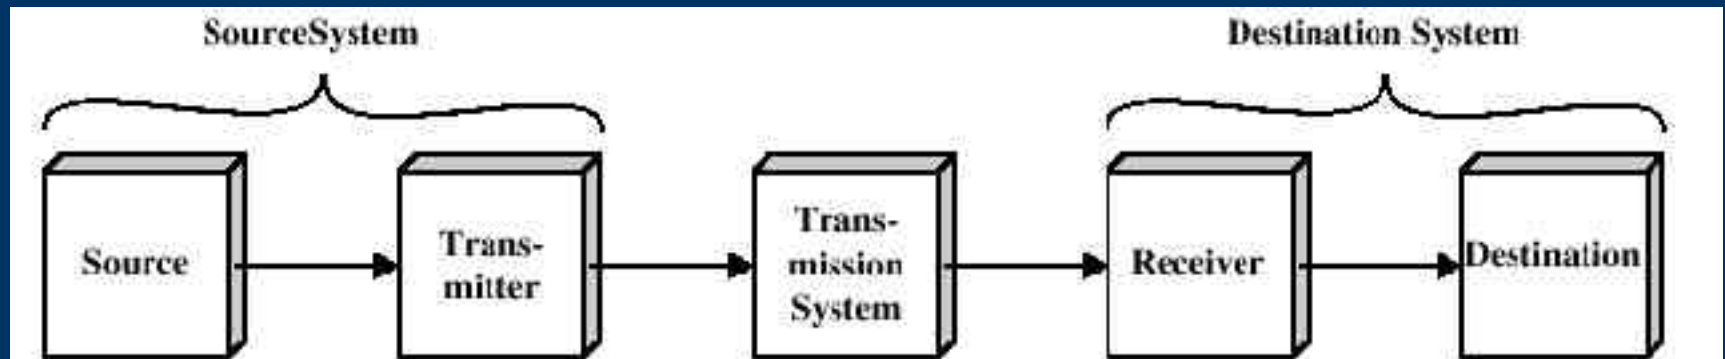 SourceSystem
Destination System
Source
Trans-
mitter
Trans-
mission
System
Receiver
Destination